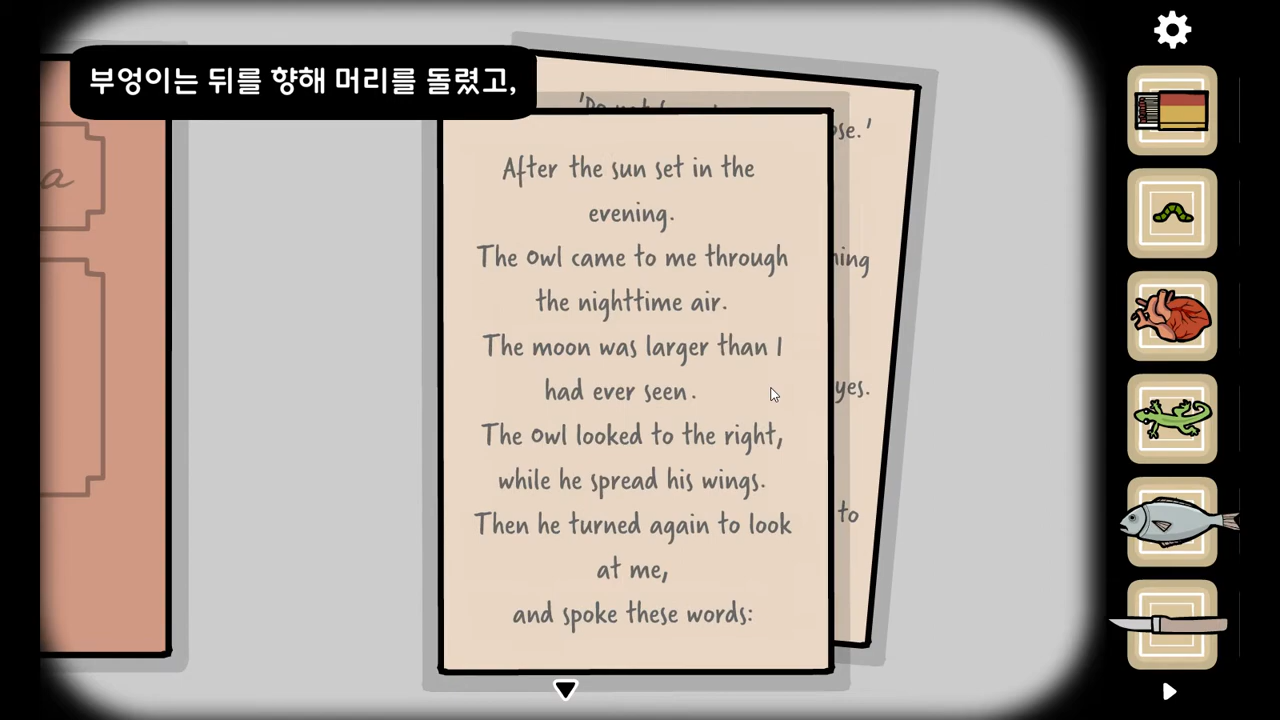 부엉이는 뒤를 향해 머리를 돌렸고,
ose.'
After the sun set in the
evening.
The Owl came to me through
the nighttime air.
The moon was larger than I
had ever seen.
The Owl looked to the right,
while he spread his wings.
Then he turned again to look
at me,
and spoke these words:
yes.
to
a